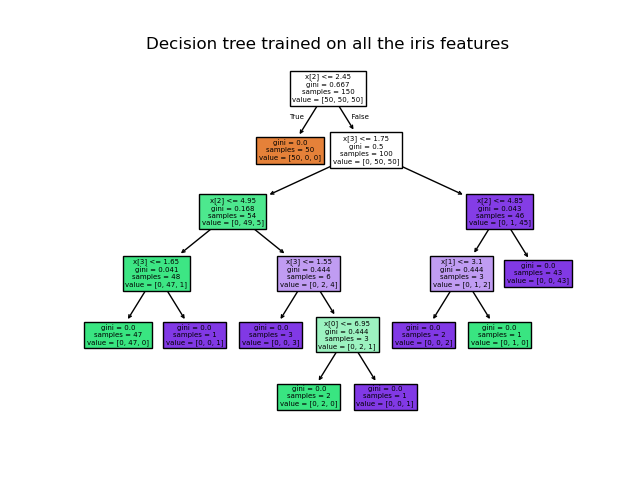 Decision tree trained on all the iris features
x[2] <= 2.45
gini = 0.667
samples = 150
value = [50, 50, 50]
True
False
gini = 0.0
samples = 50
value = [50, 0, 0]
x[3] <= 1.75
gini = 0.5
samples = 100
value = [0, 50, 50]
x[2] <= 4.95
gini = 0.168
samples = 54
value = [0, 49, 5]
x[2] <= 4.85
gini = 0.043
samples = 46
value = [0, 1, 45]
x[3] <= 1.65
gini = 0.041
samples = 48
value = [0, 47, 1]
x[3] <= 1.55
gini = 0.444
samples = 6
value = [0, 2, 4]
x[1] <= 3.1
gini = 0.444
samples = 3
value = [0, 1, 2]
gini = 0.0
samples = 43
value = [0, 0, 43]
gini = 0.0
samples = 47
value = [0, 47, 0]
gini = 0.0
samples = 1
value = [0, 0, 1]
gini = 0.0
samples = 3
value = [0, 0, 3]
x[0] <= 6.95
gini = 0.444
samples = 3
value = [0, 2, 1]
gini = 0.0
samples = 2
value = [0, 0, 2]
gini = 0.0
samples = 1
value = [0, 1, 0]
gini = 0.0
samples = 2
value = [0, 2, 0]
gini = 0.0
samples = 1
value = [0, 0, 1]